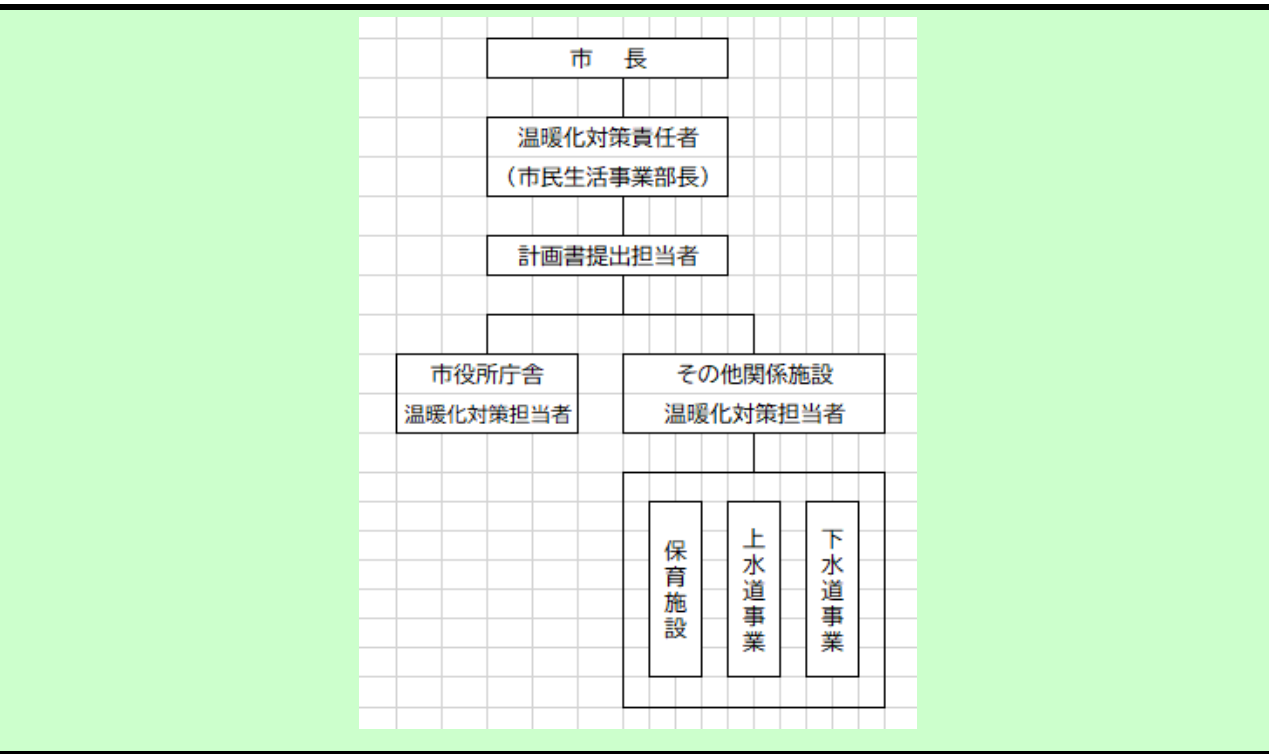 市　長
温暖化対策責任者
（市民生活事業部長）
計画書提出担当者
市役所庁舎
温暖化対策担当者
その他関係施設
温暖化対策担当者
保育施設
上水道事業
下水道事業